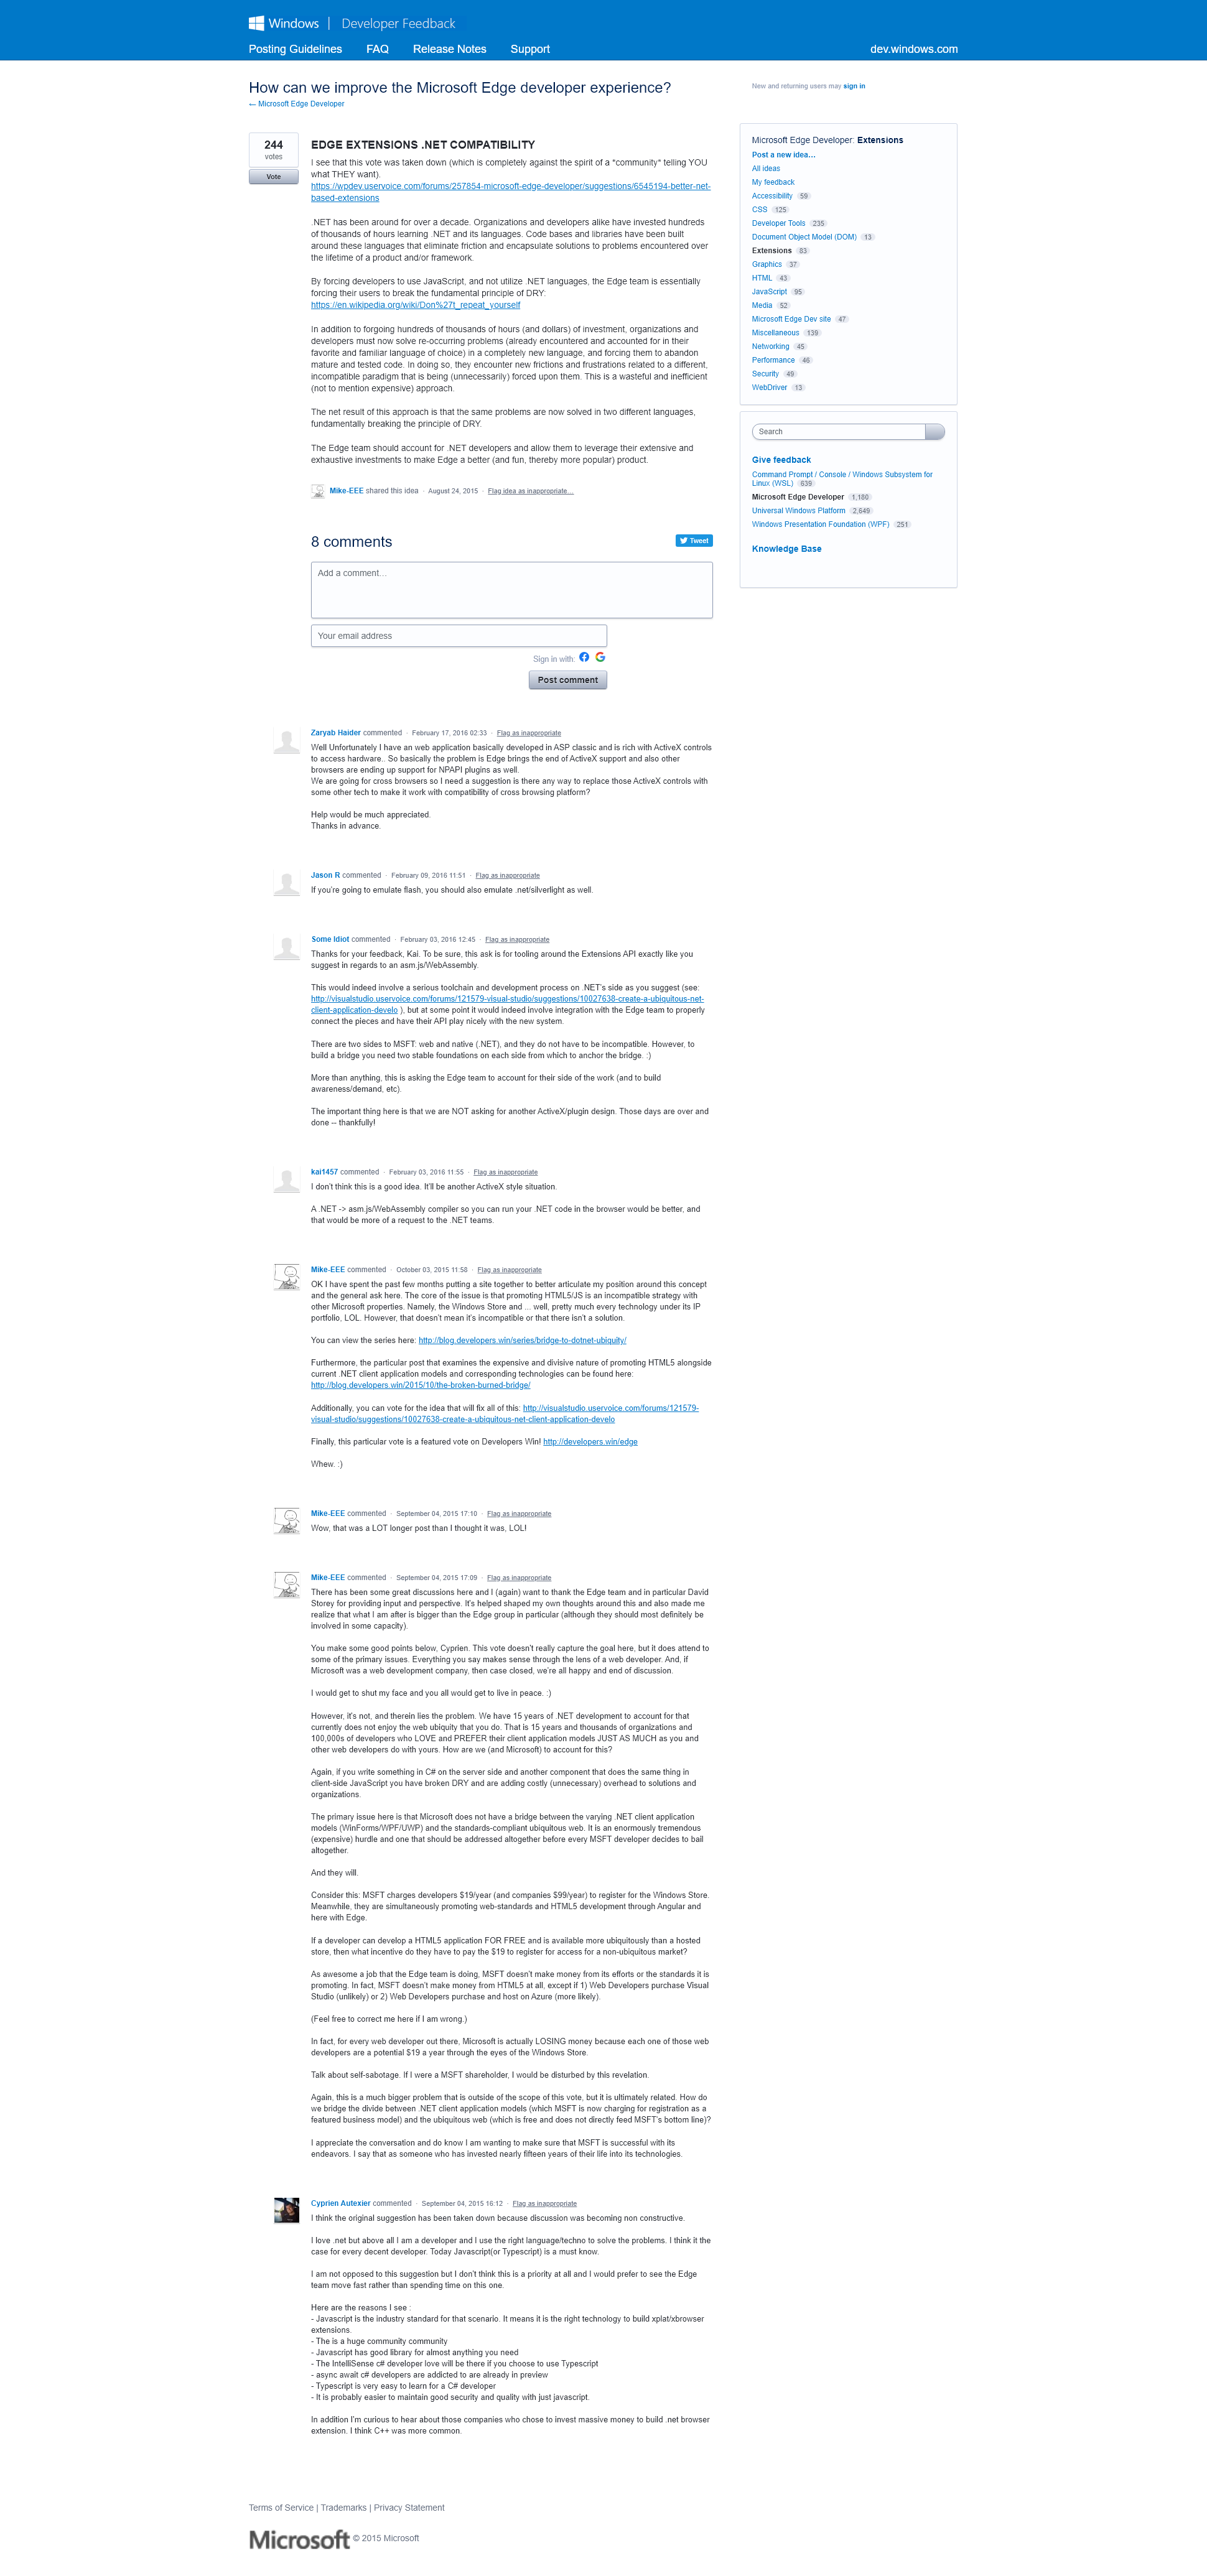 Windows | Developer Feedback
Posting Guidelines FAQ Release Notes Support dev.windows.com
How can we improve the Microsoft Edge developer experience?
← Microsoft Edge Developer
New and returning users may sign in
244
votes
Vote
EDGE EXTENSIONS .NET COMPATIBILITY
I see that this vote was taken down (which is completely against the spirit of a *community* telling YOU
what THEY want).
https://wpdev.uservoice.com/forums/257854-microsoft-edge-developer/suggestions/6545194-better-net-
based-extensions
.NET has been around for over a decade. Organizations and developers alike have invested hundreds
of thousands of hours learning .NET and its languages. Code bases and libraries have been built
around these languages that eliminate friction and encapsulate solutions to problems encountered over
the lifetime of a product and/or framework.
By forcing developers to use JavaScript, and not utilize .NET languages, the Edge team is essentially
forcing their users to break the fundamental principle of DRY:
https://en.wikipedia.org/wiki/Don%27t_repeat_yourself
In addition to forgoing hundreds of thousands of hours (and dollars) of investment, organizations and
developers must now solve re-occurring problems (already encountered and accounted for in their
favorite and familiar language of choice) in a completely new language, and forcing them to abandon
mature and tested code. In doing so, they encounter new frictions and frustrations related to a different,
incompatible paradigm that is being (unnecessarily) forced upon them. This is a wasteful and inefficient
(not to mention expensive) approach.
The net result of this approach is that the same problems are now solved in two different languages,
fundamentally breaking the principle of DRY.
The Edge team should account for .NET developers and allow them to leverage their extensive and
exhaustive investments to make Edge a better (and fun, thereby more popular) product.
Mike-EEE shared this idea · August 24, 2015 · Flag idea as inappropriate…
8 comments
Tweet
Add a comment…
Your email address
Sign in with:
Post comment
Zaryab Haider commented · February 17, 2016 02:33 · Flag as inappropriate
Well Unfortunately I have an web application basically developed in ASP classic and is rich with ActiveX controls
to access hardware.. So basically the problem is Edge brings the end of ActiveX support and also other
browsers are ending up support for NPAPI plugins as well.
We are going for cross browsers so I need a suggestion is there any way to replace those ActiveX controls with
some other tech to make it work with compatibility of cross browsing platform?
Help would be much appreciated.
Thanks in advance.
Jason R commented · February 09, 2016 11:51 · Flag as inappropriate
If you're going to emulate flash, you should also emulate .net/silverlight as well.
Some Idiot commented · February 03, 2016 12:45 · Flag as inappropriate
Thanks for your feedback, Kai. To be sure, this ask is for tooling around the Extensions API exactly like you
suggest in regards to an asm.js/WebAssembly.
This would indeed involve a serious toolchain and development process on .NET's side as you suggest (see:
http://visualstudio.uservoice.com/forums/121579-visual-studio/suggestions/10027638-create-a-ubiquitous-net-
client-application-develo ), but at some point it would indeed involve integration with the Edge team to properly
connect the pieces and have their API play nicely with the new system.
There are two sides to MSFT: web and native (.NET), and they do not have to be incompatible. However, to
build a bridge you need two stable foundations on each side from which to anchor the bridge. :)
More than anything, this is asking the Edge team to account for their side of the work (and to build
awareness/demand, etc).
The important thing here is that we are NOT asking for another ActiveX/plugin design. Those days are over and
done -- thankfully!
kai1457 commented · February 03, 2016 11:55 · Flag as inappropriate
I don't think this is a good idea. It'll be another ActiveX style situation.
A .NET -> asm.js/WebAssembly compiler so you can run your .NET code in the browser would be better, and
that would be more of a request to the .NET teams.
Mike-EEE commented · October 03, 2015 11:58 · Flag as inappropriate
OK I have spent the past few months putting a site together to better articulate my position around this concept
and the general ask here. The core of the issue is that promoting HTML5/JS is an incompatible strategy with
other Microsoft properties. Namely, the Windows Store and ... well, pretty much every technology under its IP
portfolio, LOL. However, that doesn't mean it's incompatible or that there isn't a solution.
You can view the series here: http://blog.developers.win/series/bridge-to-dotnet-ubiquity/
Furthermore, the particular post that examines the expensive and divisive nature of promoting HTML5 alongside
current .NET client application models and corresponding technologies can be found here:
http://blog.developers.win/2015/10/the-broken-burned-bridge/
Additionally, you can vote for the idea that will fix all of this: http://visualstudio.uservoice.com/forums/121579-
visual-studio/suggestions/10027638-create-a-ubiquitous-net-client-application-develo
Finally, this particular vote is a featured vote on Developers Win! http://developers.win/edge
Whew. :)
Mike-EEE commented · September 04, 2015 17:10 · Flag as inappropriate
Wow, that was a LOT longer post than I thought it was, LOL!
Mike-EEE commented · September 04, 2015 17:09 · Flag as inappropriate
There has been some great discussions here and I (again) want to thank the Edge team and in particular David
Storey for providing input and perspective. It's helped shaped my own thoughts around this and also made me
realize that what I am after is bigger than the Edge group in particular (although they should most definitely be
involved in some capacity).
You make some good points below, Cyprien. This vote doesn't really capture the goal here, but it does attend to
some of the primary issues. Everything you say makes sense through the lens of a web developer. And, if
Microsoft was a web development company, then case closed, we're all happy and end of discussion.
I would get to shut my face and you all would get to live in peace. :)
However, it's not, and therein lies the problem. We have 15 years of .NET development to account for that
currently does not enjoy the web ubiquity that you do. That is 15 years and thousands of organizations and
100,000s of developers who LOVE and PREFER their client application models JUST AS MUCH as you and
other web developers do with yours. How are we (and Microsoft) to account for this?
Again, if you write something in C# on the server side and another component that does the same thing in
client-side JavaScript you have broken DRY and are adding costly (unnecessary) overhead to solutions and
organizations.
The primary issue here is that Microsoft does not have a bridge between the varying .NET client application
models (WinForms/WPF/UWP) and the standards-compliant ubiquitous web. It is an enormously tremendous
(expensive) hurdle and one that should be addressed altogether before every MSFT developer decides to bail
altogether.
And they will.
Consider this: MSFT charges developers $19/year (and companies $99/year) to register for the Windows Store.
Meanwhile, they are simultaneously promoting web-standards and HTML5 development through Angular and
here with Edge.
If a developer can develop a HTML5 application FOR FREE and is available more ubiquitously than a hosted
store, then what incentive do they have to pay the $19 to register for access for a non-ubiquitous market?
As awesome a job that the Edge team is doing, MSFT doesn't make money from its efforts or the standards it is
promoting. In fact, MSFT doesn't make money from HTML5 at all, except if 1) Web Developers purchase Visual
Studio (unlikely) or 2) Web Developers purchase and host on Azure (more likely).
(Feel free to correct me here if I am wrong.)
In fact, for every web developer out there, Microsoft is actually LOSING money because each one of those web
developers are a potential $19 a year through the eyes of the Windows Store.
Talk about self-sabotage. If I were a MSFT shareholder, I would be disturbed by this revelation.
Again, this is a much bigger problem that is outside of the scope of this vote, but it is ultimately related. How do
we bridge the divide between .NET client application models (which MSFT is now charging for registration as a
featured business model) and the ubiquitous web (which is free and does not directly feed MSFT's bottom line)?
I appreciate the conversation and do know I am wanting to make sure that MSFT is successful with its
endeavors. I say that as someone who has invested nearly fifteen years of their life into its technologies.
Cyprien Autexier commented · September 04, 2015 16:12 · Flag as inappropriate
I think the original suggestion has been taken down because discussion was becoming non constructive.
I love .net but above all I am a developer and I use the right language/techno to solve the problems. I think it the
case for every decent developer. Today Javascript(or Typescript) is a must know.
I am not opposed to this suggestion but I don't think this is a priority at all and I would prefer to see the Edge
team move fast rather than spending time on this one.
Here are the reasons I see :
- Javascript is the industry standard for that scenario. It means it is the right technology to build xplat/xbrowser
extensions.
- The is a huge community community
- Javascript has good library for almost anything you need
- The IntelliSense c# developer love will be there if you choose to use Typescript
- async await c# developers are addicted to are already in preview
- Typescript is very easy to learn for a C# developer
- It is probably easier to maintain good security and quality with just javascript.
In addition I'm curious to hear about those companies who chose to invest massive money to build .net browser
extension. I think C++ was more common.
Microsoft Edge Developer: Extensions
Post a new idea…
All ideas
My feedback
Accessibility 59
CSS 125
Developer Tools 235
Document Object Model (DOM) 13
Extensions 83
Graphics 37
HTML 43
JavaScript 95
Media 52
Microsoft Edge Dev site 47
Miscellaneous 139
Networking 45
Performance 46
Security 49
WebDriver 13
Search
Give feedback
Command Prompt / Console / Windows Subsystem for
Linux (WSL) 639
Microsoft Edge Developer 1,180
Universal Windows Platform 2,649
Windows Presentation Foundation (WPF) 251
Knowledge Base
Terms of Service | Trademarks | Privacy Statement
Microsoft © 2015 Microsoft